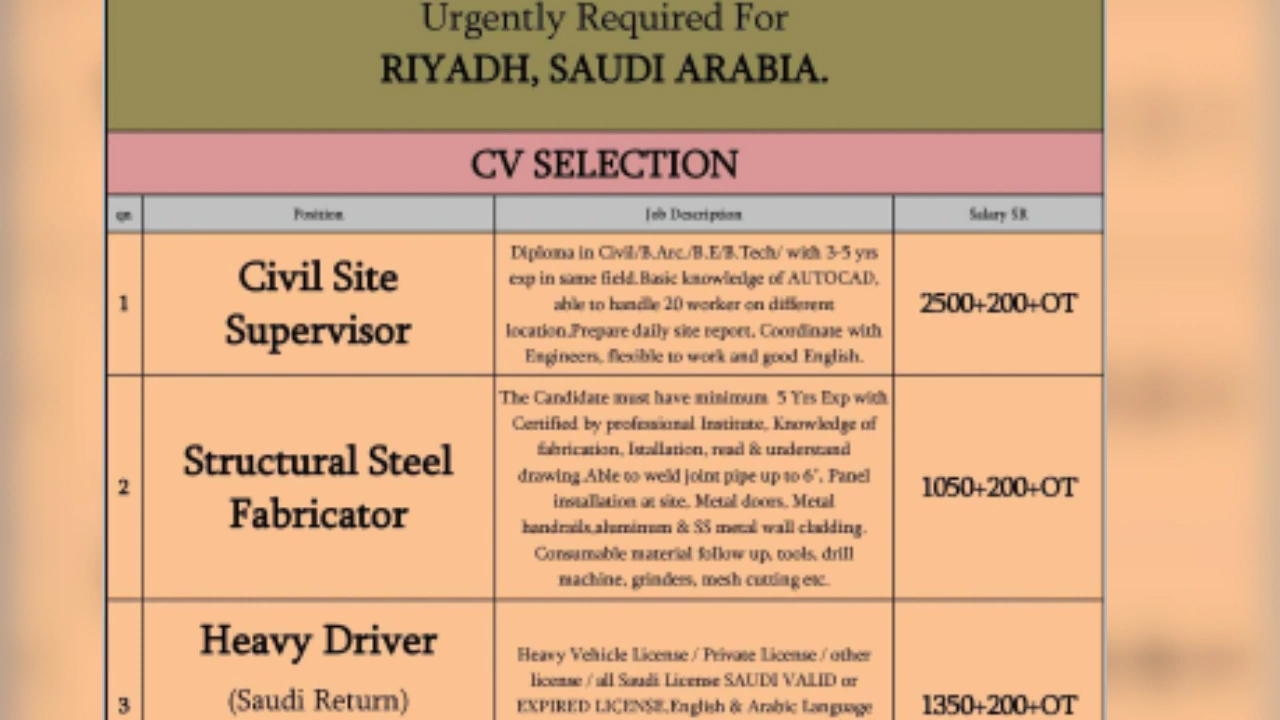 Urgently Required For
RIYADH, SAUDI ARABIA.
CV SELECTION
qn Position Job Description Salary SR
1
Civil Site
Supervisor
Diploma in Civil/B.Arc./B.E/B.Tech/ with 3-5 yrs
exp in same field.Basic knowledge of AUTOCAD,
able to handle 20 worker on different
location.Prepare daily site report, Coordinate with
Engineers, flexible to work and good English.
2500+200+OT
2
Structural Steel
Fabricator
The Candidate must have minimum 5 Yrs Exp with
Certified by professional Institute, Knowledge of
fabrication, Istallation, read & understand
drawing.Able to weld joint pipe up to 6", Panel
installation at site, Metal doors, Metal
handrails,aluminum & SS metal wall cladding.
Consumable material follow up, tools, drill
machine, grinders, mesh cutting etc.
1050+200+OT
3
Heavy Driver
(Saudi Return)
Heavy Vehicle License / Private License / other
license / all Saudi License SAUDI VALID or
EXPIRED LICENSE.English & Arabic Language
1350+200+OT